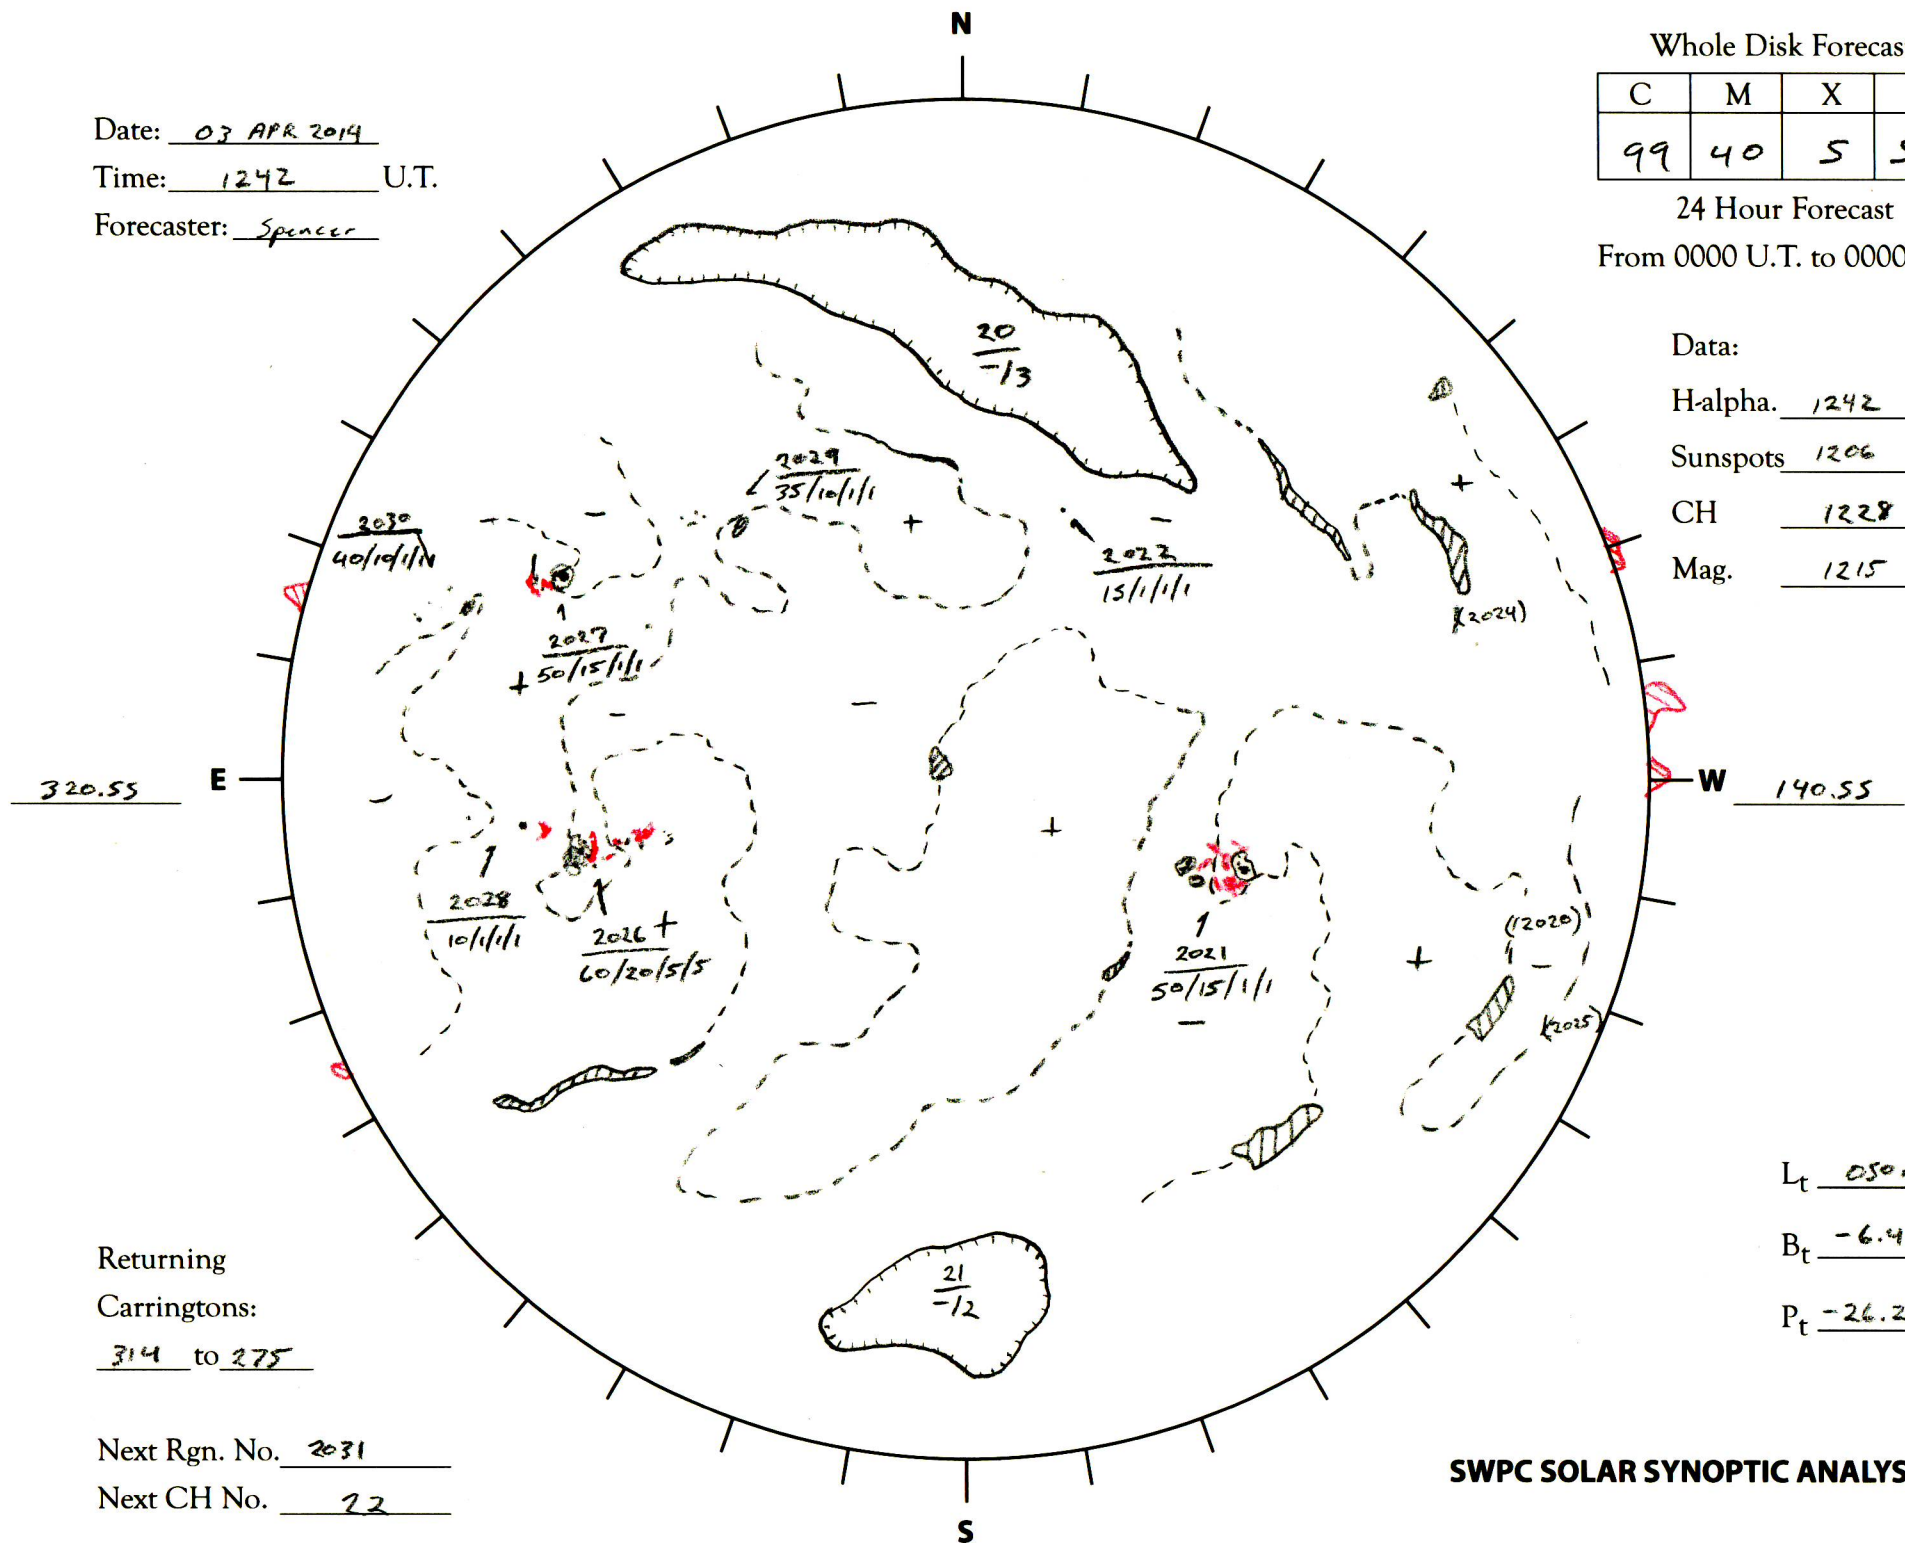 N
Whole Disk Forecas
C M X
99 40 5
24 Hour Forecast
From 0000 U.T. to 0000
Date: 03 APR 2014
Time: 1242 U.T.
Forecaster: Spencer
20
-/3
Data:
H-alpha. 1242
Sunspots 1206
CH 1228
Mag. 1215
2029
35/10/1/1
2030
40/10/1/1
2022
15/1/1/1
+
-
-
+
(2024)
2027
+ 50/15/1/1
-
-
320.55 E
-
+
W 140.55
2028
10/1/1/1
2026 +
60/20/5/5
2021
50/15/1/1
-
+
(2020)
-
(2025)
Lt 050.
Bt -6.4
Pt -26.2
Returning
Carringtons:
314 to 275
21
-/2
Next Rgn. No. 2031
Next CH No. 22
SWPC SOLAR SYNOPTIC ANALYS
S